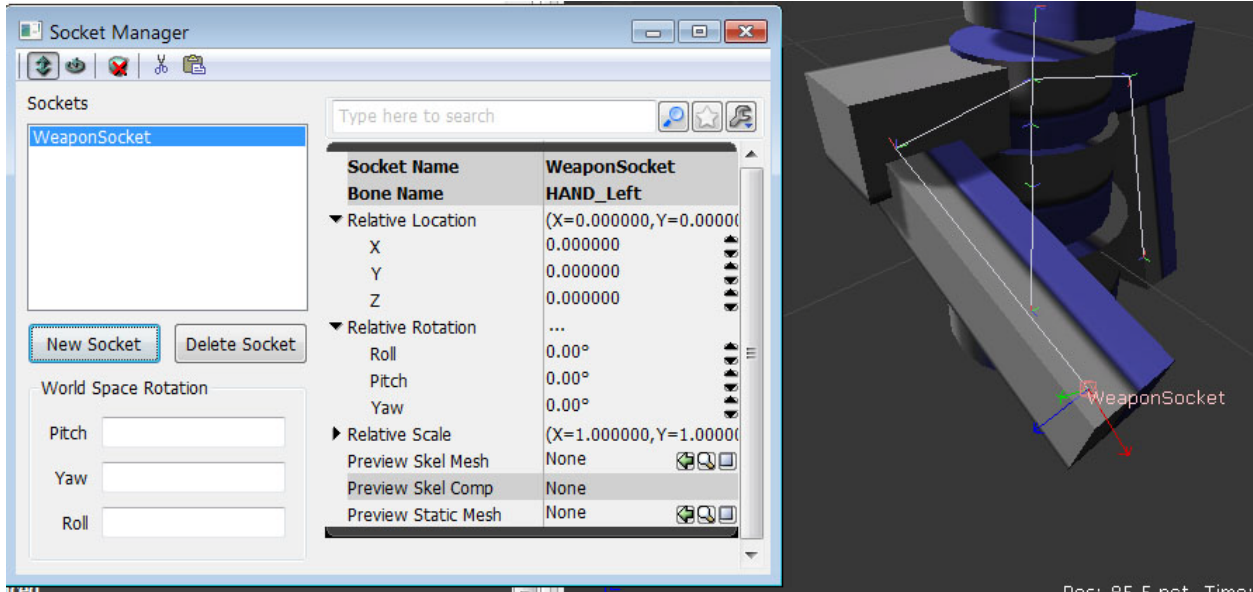 Socket Manager
Sockets
WeaponSocket
New Socket
Delete Socket
World Space Rotation
Pitch
Yaw
Roll
Type here to search
Socket Name WeaponSocket
Bone Name HAND_Left
Relative Location (X=0.000000,Y=0.00000
X 0.000000
Y 0.000000
Z 0.000000
Relative Rotation ...
Roll 0.00°
Pitch 0.00°
Yaw 0.00°
Relative Scale (X=1.000000,Y=1.00000
Preview Skel Mesh None
Preview Skel Comp None
Preview Static Mesh None
WeaponSocket